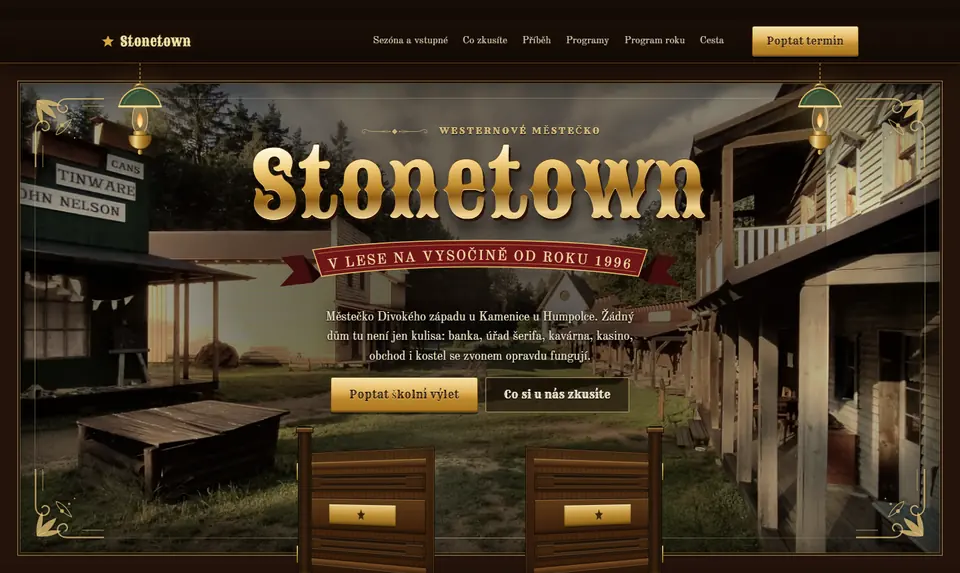 Stonetown
Sezóna a vstupné Co zkusíte Příběh Programy Program roku Cesta
Poptat termín
WESTERNOVÉ MĚSTEČKO
Stonetown
CANS
TINWARE
OHN NELSON
V LESE NA VYSOČINĚ OD ROKU 1996
Městečko Divokého západu u Kamenice u Humpolce. Žádný
dům tu není jen kulisa: banka, úřad šerifa, kavárna, kasino,
obchod i kostel se zvonem opravdu fungují.
Poptat školní výlet
Co si u nás zkusíte